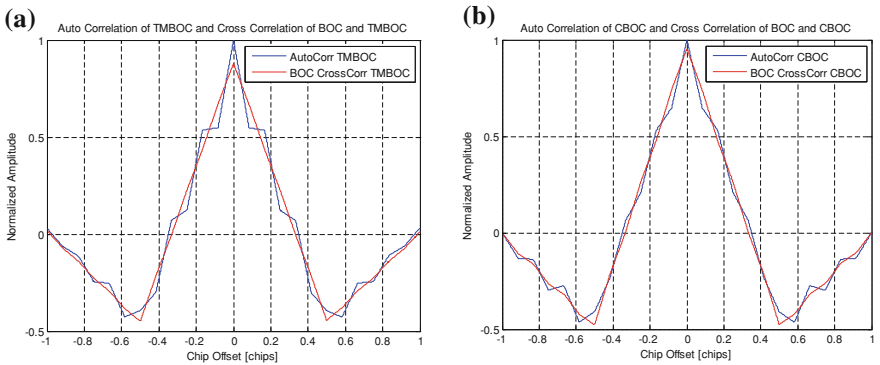 (a)
Auto Correlation of TMBOC and Cross Correlation of BOC and TMBOC
1
0.5
0
-0.5
Normalized Amplitude
AutoCorr TMBOC
BOC CrossCorr TMBOC
-1 -0.8 -0.6 -0.4 -0.2 0 0.2 0.4 0.6 0.8 1
Chip Offset [chips]
(b)
Auto Correlation of CBOC and Cross Correlation of BOC and CBOC
1
0.5
0
-0.5
Normalized Amplitude
AutoCorr CBOC
BOC CrossCorr CBOC
-1 -0.8 -0.6 -0.4 -0.2 0 0.2 0.4 0.6 0.8 1
Chip Offset [chips]